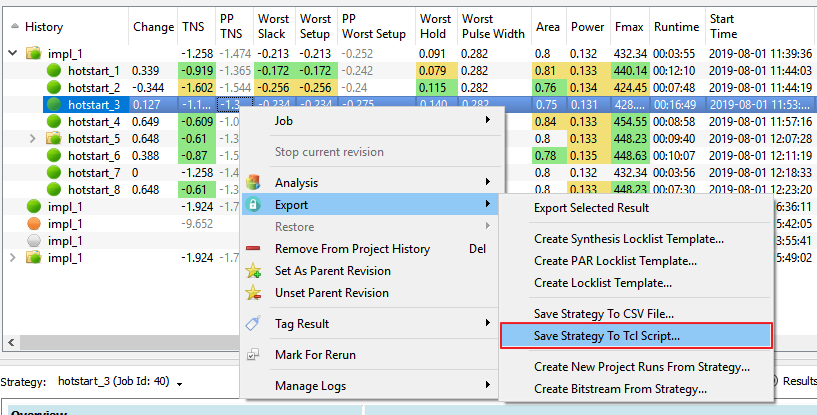 History Change TNS PP TNS Worst Slack Worst Setup PP Worst Setup Worst Hold Worst Pulse Width Area Power Fmax Runtime Start Time
impl_1 -1.258 -1.474 -0.213 -0.213 -0.252 0.091 0.282 0.8 0.132 432.34 00:03:55 2019-08-01 11:39:36
hotstart_1 0.339 -0.919 -1.365 -0.172 -0.172 -0.242 0.079 0.282 0.81 0.133 440.14 00:12:10 2019-08-01 11:44:03
hotstart_2 -0.344 -1.602 -1.544 -0.256 -0.256 -0.24 0.115 0.282 0.76 0.134 424.45 00:07:48 2019-08-01 11:44:02
hotstart_3 0.127 -1.1... -1.3... -0.234 -0.234 -0.275 0.140 0.282 0.75 0.131 428.... 00:16:49 2019-08-01 11:53:...
hotstart_4 0.649 -0.609 -1.0 0.84 0.133 454.55 00:08:58 2019-08-01 11:57:16
hotstart_5 0.648 -0.61 -1.3 0.8 0.133 448.23 00:09:40 2019-08-01 12:07:28
hotstart_6 0.388 -0.87 -1.5 0.78 0.135 448.63 00:10:07 2019-08-01 12:11:19
hotstart_7 0 -1.258 -1.4 0.8 0.132 432.34 00:03:54 2019-08-01 12:18:33
hotstart_8 0.648 -0.61 -1.3 0.8 0.133 448.23 00:07:30 2019-08-01 12:23:20
impl_1 -1.924 -1.7 6:36:11
impl_1 -9.652 5:42:05
impl_1 3:55:41
impl_1 -1.924 -1.7 5:49:02
Job
Stop current revision
Analysis
Export
Restore
Remove From Project History Del
Set As Parent Revision
Unset Parent Revision
Tag Result
Mark For Rerun
Manage Logs
Export Selected Result
Create Synthesis Locklist Template...
Create PAR Locklist Template...
Create Locklist Template...
Save Strategy To CSV File...
Save Strategy To Tcl Script...
Create New Project Runs From Strategy...
Create Bitstream From Strategy...
Strategy: hotstart_3 (Job Id: 40)
Results
Overview